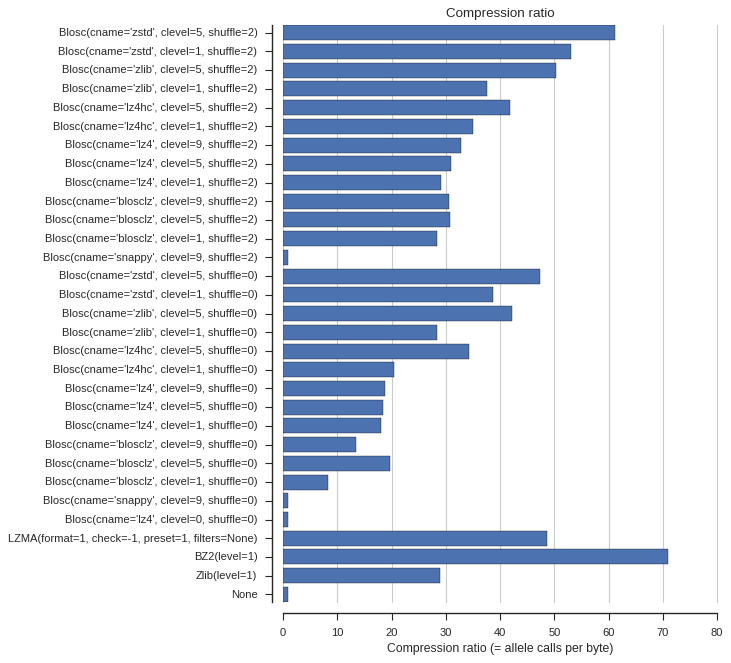 Compression ratio
Blosc(cname='zstd', clevel=5, shuffle=2)
Blosc(cname='zstd', clevel=1, shuffle=2)
Blosc(cname='zlib', clevel=5, shuffle=2)
Blosc(cname='zlib', clevel=1, shuffle=2)
Blosc(cname='lz4hc', clevel=5, shuffle=2)
Blosc(cname='lz4hc', clevel=1, shuffle=2)
Blosc(cname='lz4', clevel=9, shuffle=2)
Blosc(cname='lz4', clevel=5, shuffle=2)
Blosc(cname='lz4', clevel=1, shuffle=2)
Blosc(cname='blosclz', clevel=9, shuffle=2)
Blosc(cname='blosclz', clevel=5, shuffle=2)
Blosc(cname='blosclz', clevel=1, shuffle=2)
Blosc(cname='snappy', clevel=9, shuffle=2)
Blosc(cname='zstd', clevel=5, shuffle=0)
Blosc(cname='zstd', clevel=1, shuffle=0)
Blosc(cname='zlib', clevel=5, shuffle=0)
Blosc(cname='zlib', clevel=1, shuffle=0)
Blosc(cname='lz4hc', clevel=5, shuffle=0)
Blosc(cname='lz4hc', clevel=1, shuffle=0)
Blosc(cname='lz4', clevel=9, shuffle=0)
Blosc(cname='lz4', clevel=5, shuffle=0)
Blosc(cname='lz4', clevel=1, shuffle=0)
Blosc(cname='blosclz', clevel=9, shuffle=0)
Blosc(cname='blosclz', clevel=5, shuffle=0)
Blosc(cname='blosclz', clevel=1, shuffle=0)
Blosc(cname='snappy', clevel=9, shuffle=0)
Blosc(cname='lz4', clevel=0, shuffle=0)
LZMA(format=1, check=-1, preset=1, filters=None)
BZ2(level=1)
Zlib(level=1)
None
0 10 20 30 40 50 60 70 80
Compression ratio (= allele calls per byte)